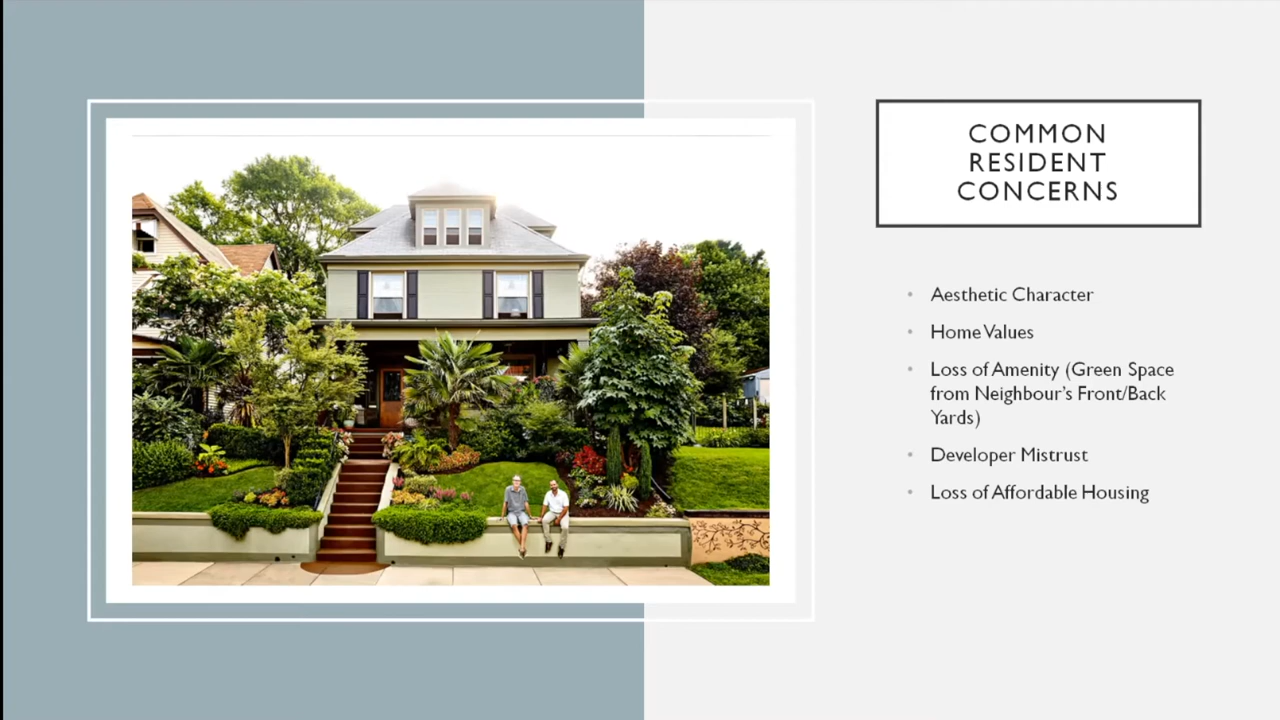 COMMON
RESIDENT
CONCERNS
• Aesthetic Character
• Home Values
• Loss of Amenity (Green Space
from Neighbour's Front/Back
Yards)
• Developer Mistrust
• Loss of Affordable Housing